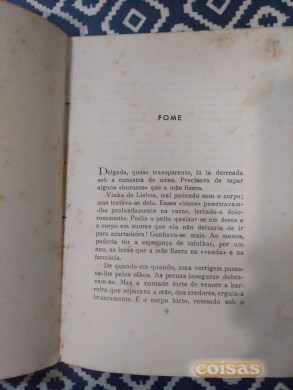 FOME
Delgada, quase transparente, lá ia derreada
sob a canastra de uvas. Precisava de tapar
alguns «buracos» que a mãe fizera.
Vinha de Lisboa, mal podendo com o corpo;
mas tratava-se dela. Esses «bicos» penetravam-
-lhe profundamente na carne, feriado-a dolo-
rosamente. Podia o peito queixar-se em dores e
o corpo em suores que ela não deixaria de ir
para a Ganhava-se mais. Ao menos,
poderia ter a esperança de tafulhar, por um
ano, as leras que a mãe fizera na «venda» e na
farmácia.
De quando em quando, uma vertigem passa-
va-lhe pelos olhos. As pernas inseguras dobra-
vam-se. Mas a vontade forte de vencer a bar-
reira que separava a mãe, dos credores, erguia-a
bruscamente. E o corpo hirto, retesado sob o
9
coisas